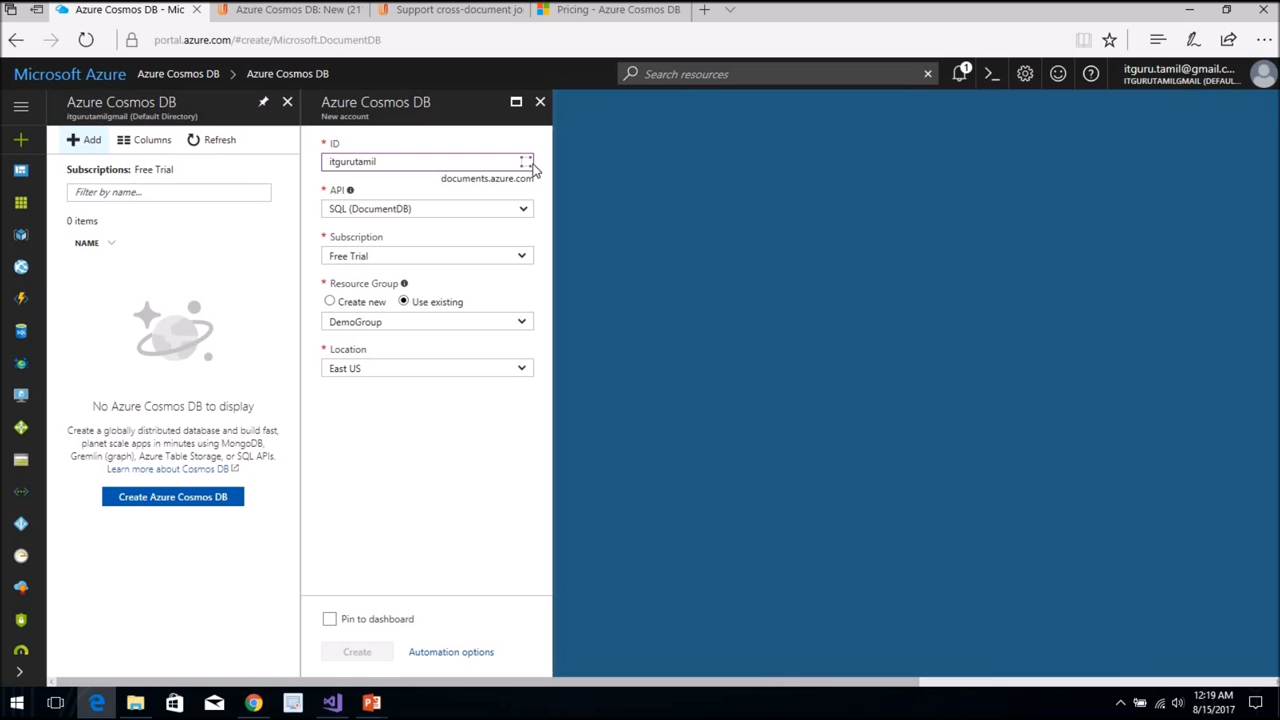 Azure Cosmos DB - Mic
Azure Cosmos DB: New (21
Support cross-document jo
Pricing - Azure Cosmos DB
portal.azure.com/#create/Microsoft.DocumentDB
Microsoft Azure
Azure Cosmos DB
Azure Cosmos DB
Search resources
1
itguru.tamil@gmail.c...
ITGURUTAMILGMAIL (DEFAUL...
Azure Cosmos DB
itgurutamilgmail (Default Directory)
Add
Columns
Refresh
Subscriptions: Free Trial
Filter by name...
0 items
NAME
No Azure Cosmos DB to display
Create a globally distributed database and build fast,
planet scale apps in minutes using MongoDB,
Gremlin (graph), Azure Table Storage, or SQL APIs.
Learn more about Cosmos DB
Create Azure Cosmos DB
Azure Cosmos DB
New account
* ID
itgurutamil
documents.azure.com
* API
SQL (DocumentDB)
* Subscription
Free Trial
* Resource Group
Create new
Use existing
DemoGroup
* Location
East US
Pin to dashboard
Create
Automation options
12:19 AM
8/15/2017